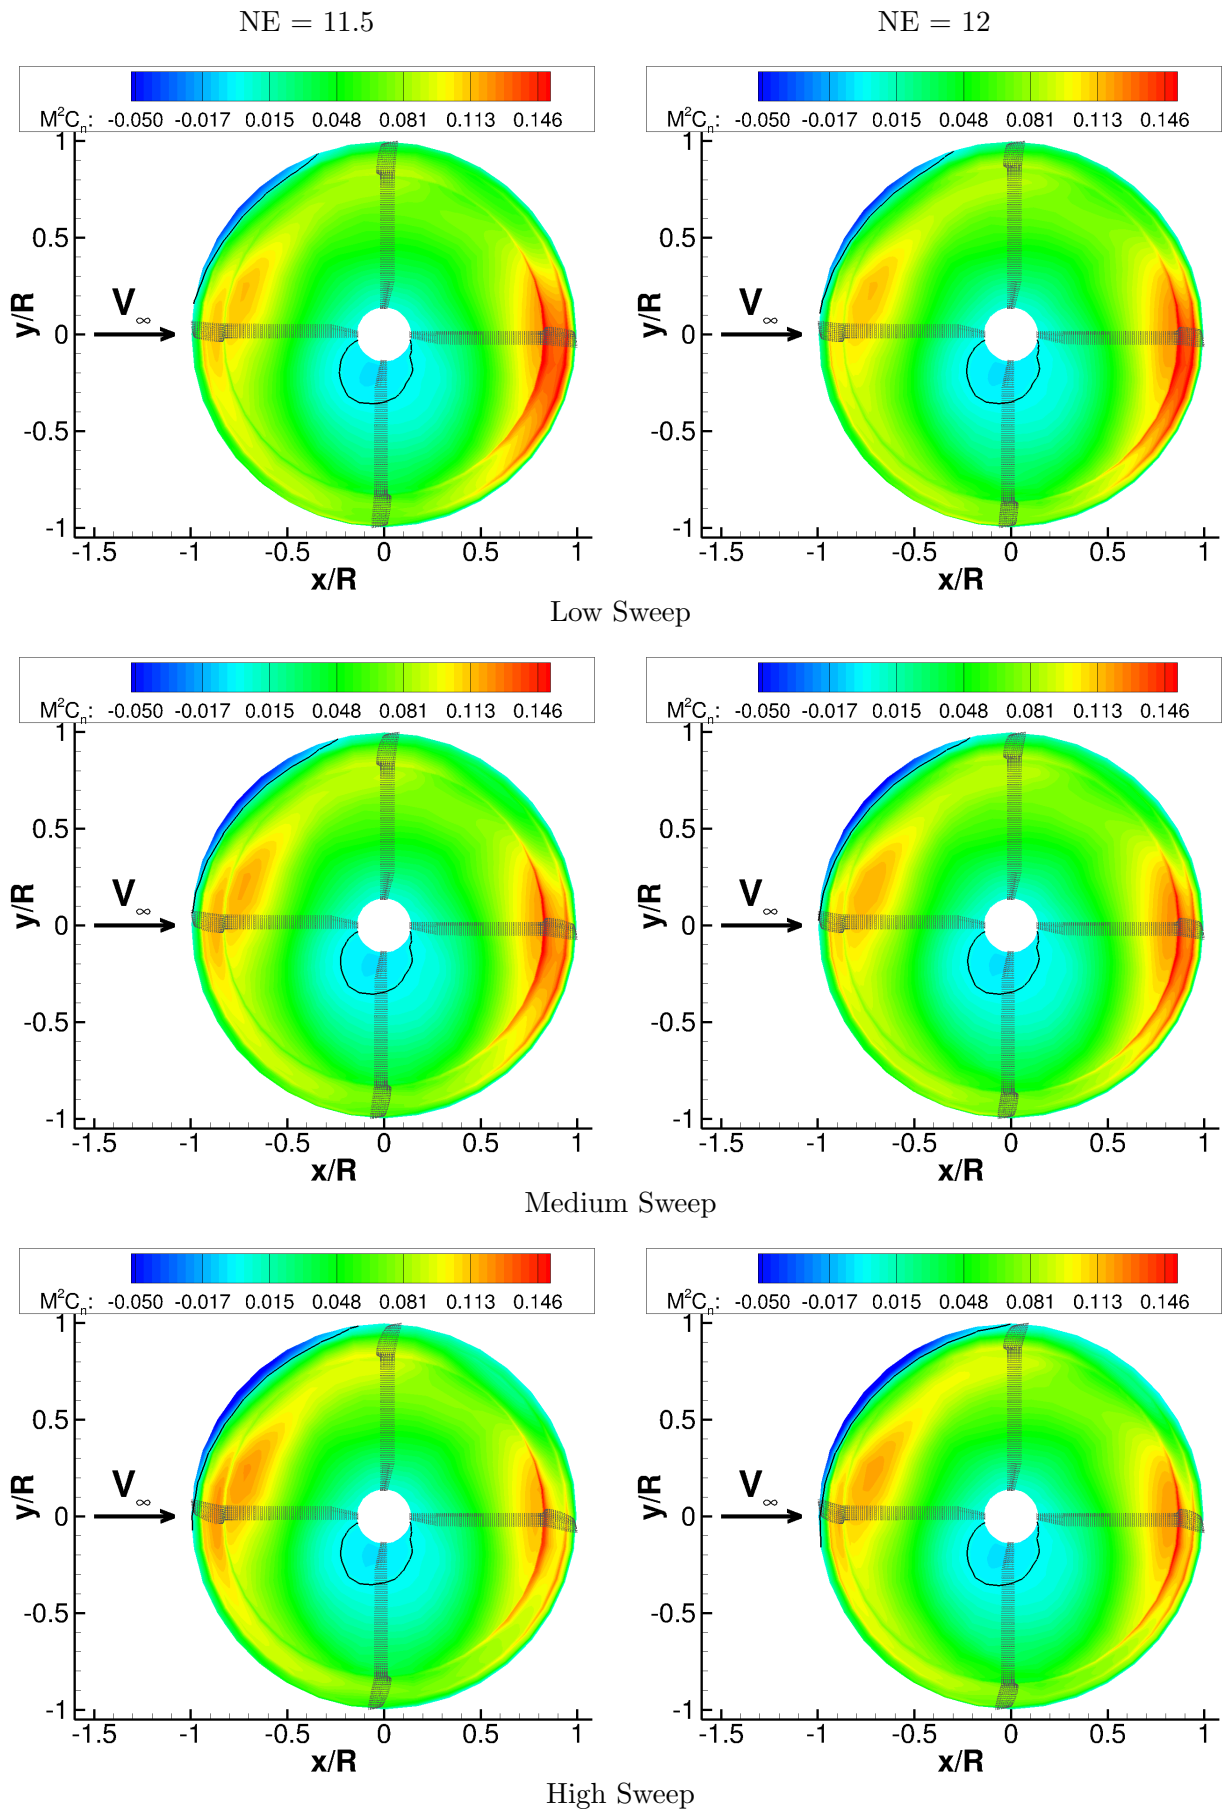 NE = 11.5 NE = 12
M²Cₙ: -0.050 -0.017 0.015 0.048 0.081 0.113 0.146 M²Cₙ: -0.050 -0.017 0.015 0.048 0.081 0.113 0.146
1 1
0.5 0.5
V∞ V∞
y/R 0 y/R 0
-0.5 -0.5
-1 -1
-1.5 -1 -0.5 0 0.5 1 -1.5 -1 -0.5 0 0.5 1
x/R x/R
Low Sweep
M²Cₙ: -0.050 -0.017 0.015 0.048 0.081 0.113 0.146 M²Cₙ: -0.050 -0.017 0.015 0.048 0.081 0.113 0.146
1 1
0.5 0.5
V∞ V∞
y/R 0 y/R 0
-0.5 -0.5
-1 -1
-1.5 -1 -0.5 0 0.5 1 -1.5 -1 -0.5 0 0.5 1
x/R x/R
Medium Sweep
M²Cₙ: -0.050 -0.017 0.015 0.048 0.081 0.113 0.146 M²Cₙ: -0.050 -0.017 0.015 0.048 0.081 0.113 0.146
1 1
0.5 0.5
V∞ V∞
y/R 0 y/R 0
-0.5 -0.5
-1 -1
-1.5 -1 -0.5 0 0.5 1 -1.5 -1 -0.5 0 0.5 1
x/R x/R
High Sweep